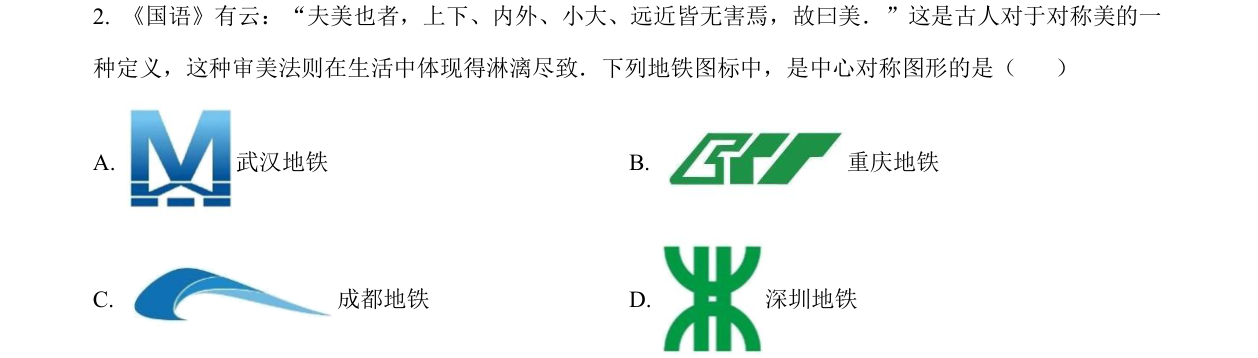 2. 《国语》有云：“夫美也者，上下、内外、小大、远近皆无害焉，故曰美．”这是古人对于对称美的一
种定义，这种审美法则在生活中体现得淋漓尽致．下列地铁图标中，是中心对称图形的是（　　）
A. 武汉地铁
B. 重庆地铁
C. 成都地铁
D. 深圳地铁